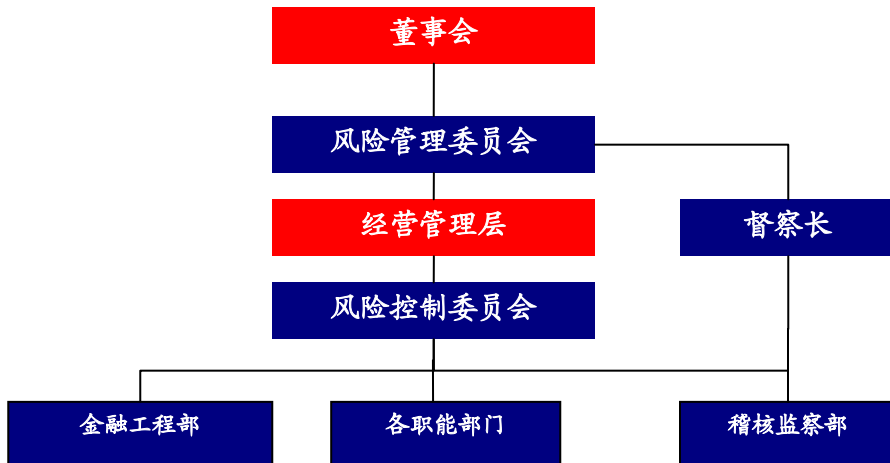 董事会
风险管理委员会
经营管理层
督察长
风险控制委员会
金融工程部
各职能部门
稽核监察部